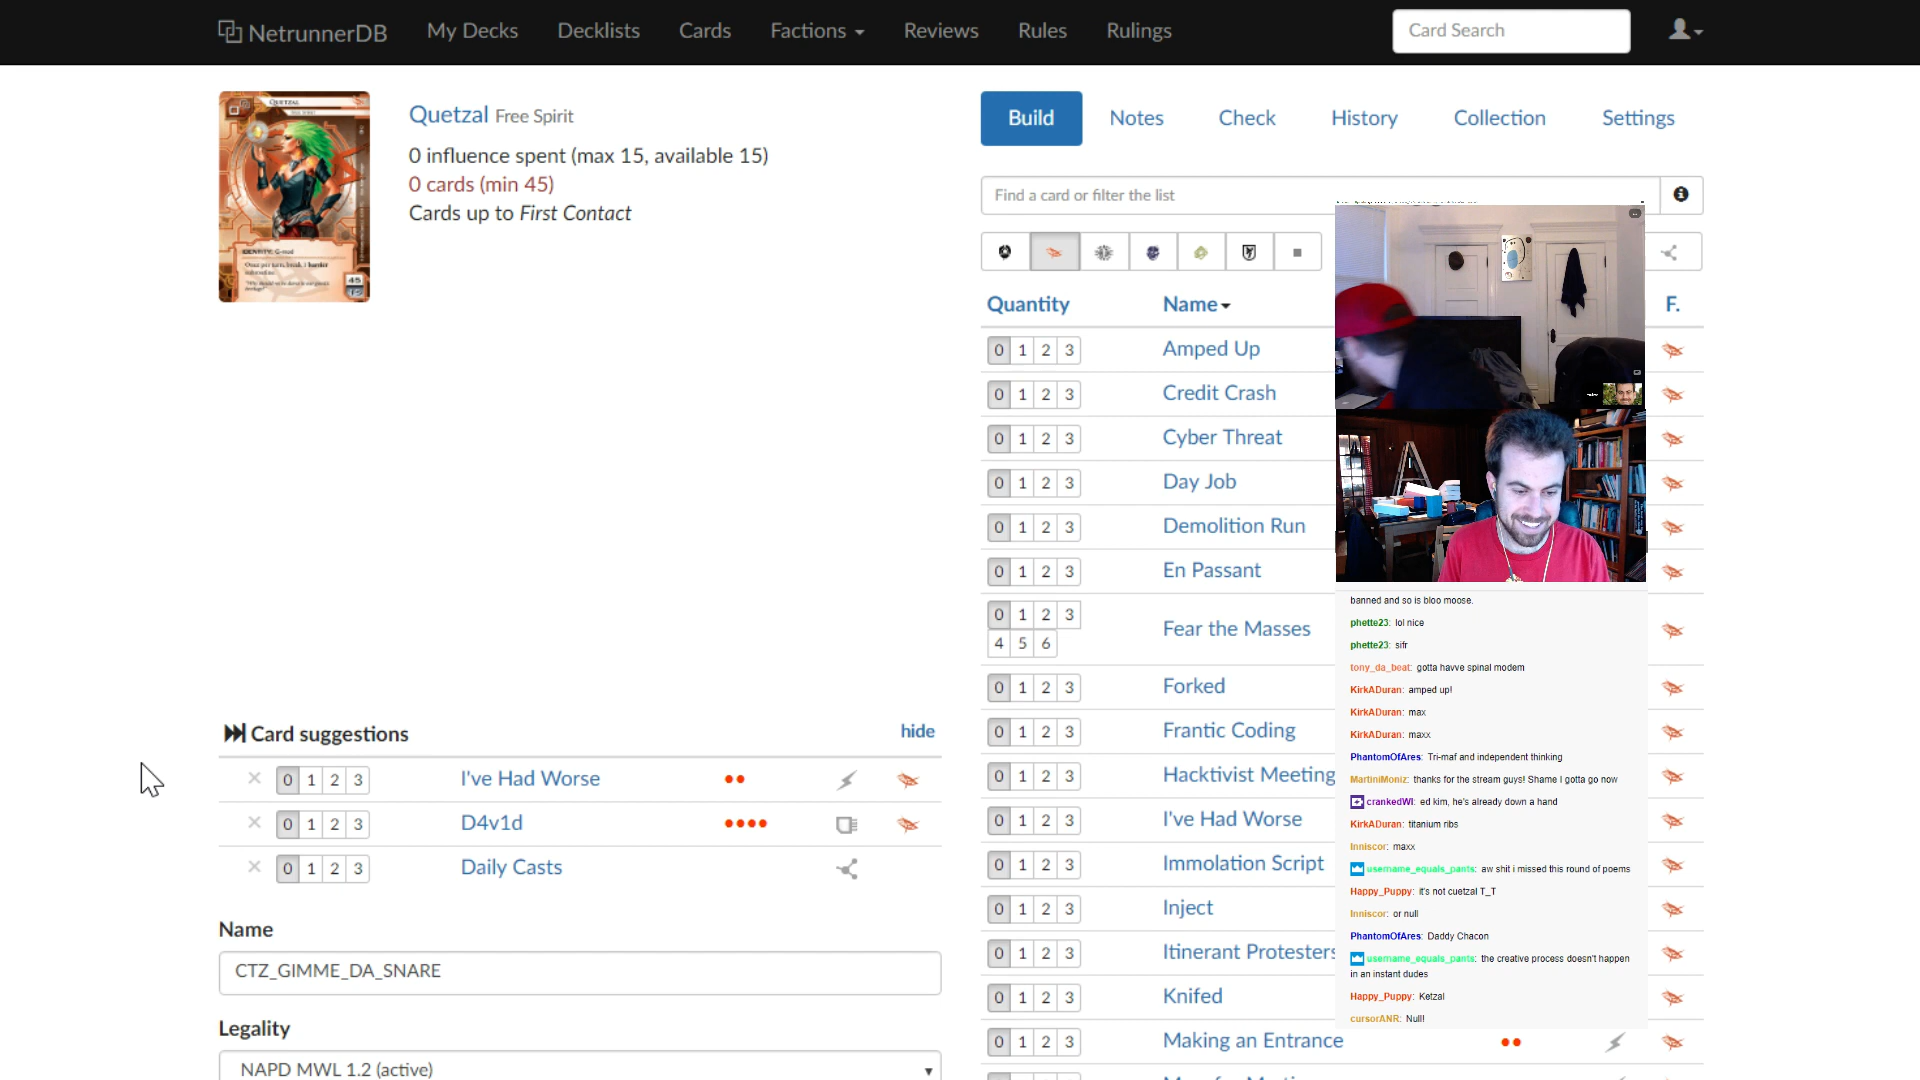 NetrunnerDB My Decks Decklists Cards Factions Reviews Rules Rulings Card Search
QUETZAL
Quetzal Free Spirit
0 influence spent (max 15, available 15)
0 cards (min 45)
Cards up to First Contact
Build Notes Check History Collection Settings
Find a card or filter the list
Quantity Name F.
0 1 2 3 Amped Up
0 1 2 3 Credit Crash
0 1 2 3 Cyber Threat
0 1 2 3 Day Job
0 1 2 3 Demolition Run
0 1 2 3 En Passant
0 1 2 3
4 5 6 Fear the Masses
0 1 2 3 Forked
0 1 2 3 Frantic Coding
0 1 2 3 Hacktivist Meeting
0 1 2 3 I've Had Worse
0 1 2 3 Immolation Script
0 1 2 3 Inject
0 1 2 3 Itinerant Protesters
0 1 2 3 Knifed
0 1 2 3 Making an Entrance
banned and so is bloo moose.
phette23: lol nice
phette23: sifr
tony_da_beat: gotta havve spinal modem
KirkADuran: amped up!
KirkADuran: max
KirkADuran: maxx
PhantomOfAres: Tri-maf and independent thinking
MartiniMoniz: thanks for the stream guys! Shame I gotta go now
crankedWI: ed kim, he's already down a hand
KirkADuran: titanium ribs
Inniscor: maxx
username_equals_pants: aw shit i missed this round of poems
Happy_Puppy: it's not cuetzal T_T
Inniscor: or null
PhantomOfAres: Daddy Chacon
username_equals_pants: the creative process doesn't happen
in an instant dudes
Happy_Puppy: Ketzal
cursorANR: Null!
Card suggestions hide
0 1 2 3 I've Had Worse
0 1 2 3 D4v1d
0 1 2 3 Daily Casts
Name
CTZ_GIMME_DA_SNARE
Legality
NAPD MWL 1.2 (active)